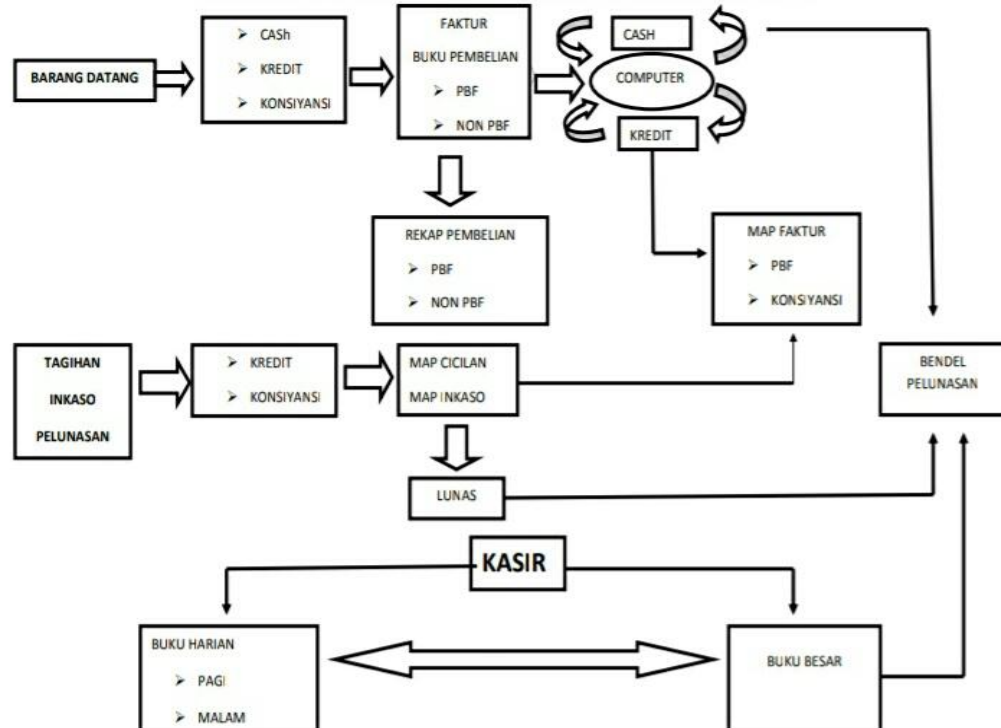 BARANG DATANG
CASh
KREDIT
KONSIYANSI
FAKTUR
BUKU PEMBELIAN
PBF
NON PBF
CASH
COMPUTER
KREDIT
REKAP PEMBELIAN
PBF
NON PBF
MAP FAKTUR
PBF
KONSIYANSI
TAGIHAN
INKASO
PELUNASAN
KREDIT
KONSIYANSI
MAP CICILAN
MAP INKASO
BENDEL
PELUNASAN
LUNAS
KASIR
BUKU HARIAN
PAGI
MALAM
BUKU BESAR